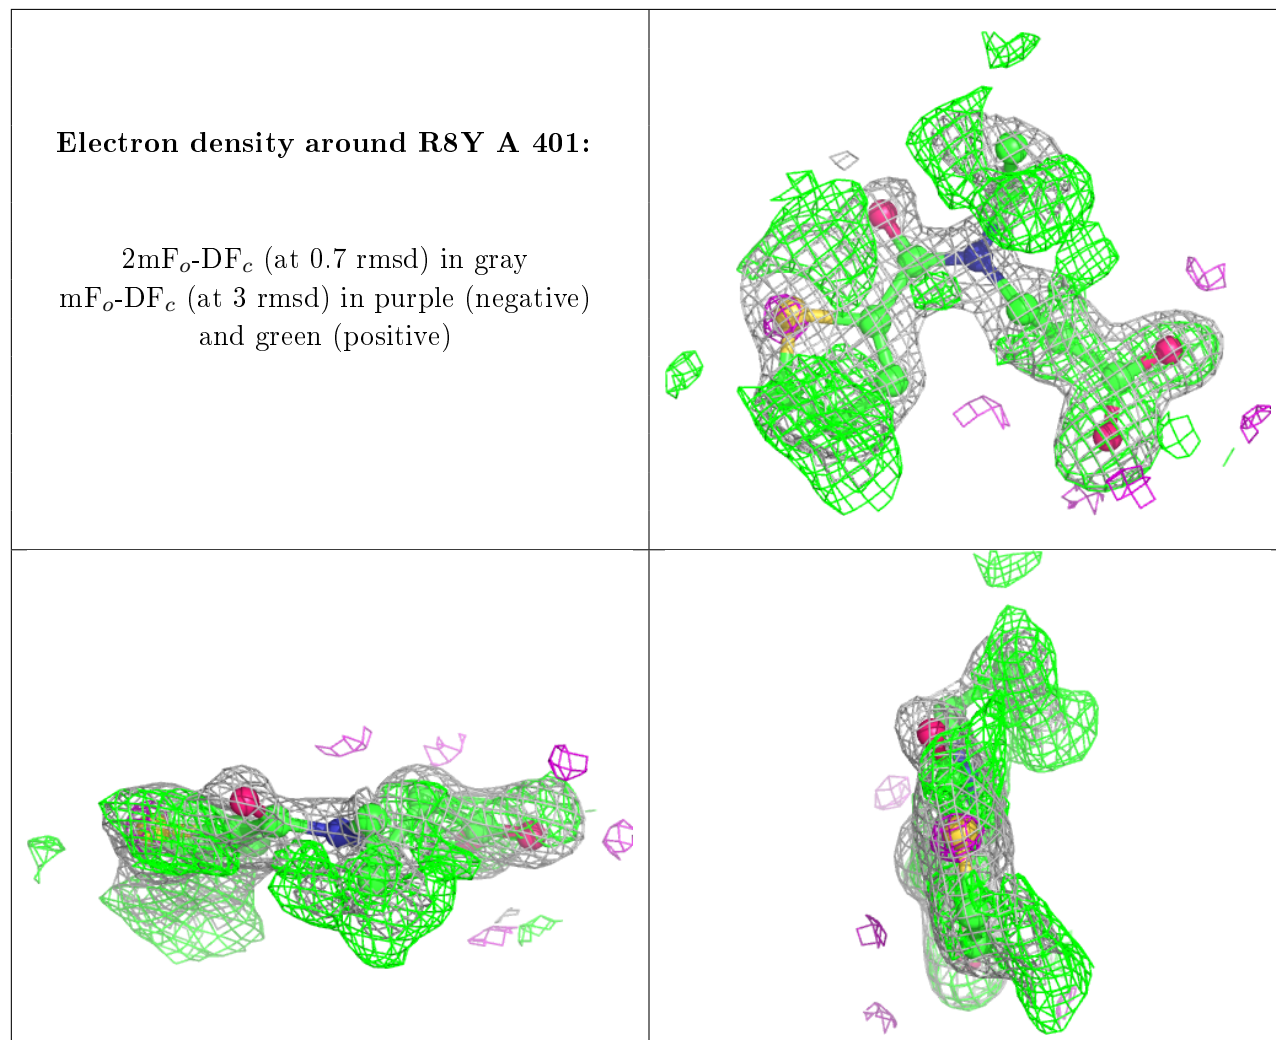 Electron density around R8Y A 401:
2mFₒ-DF𝒸 (at 0.7 rmsd) in gray
mFₒ-DF𝒸 (at 3 rmsd) in purple (negative)
and green (positive)